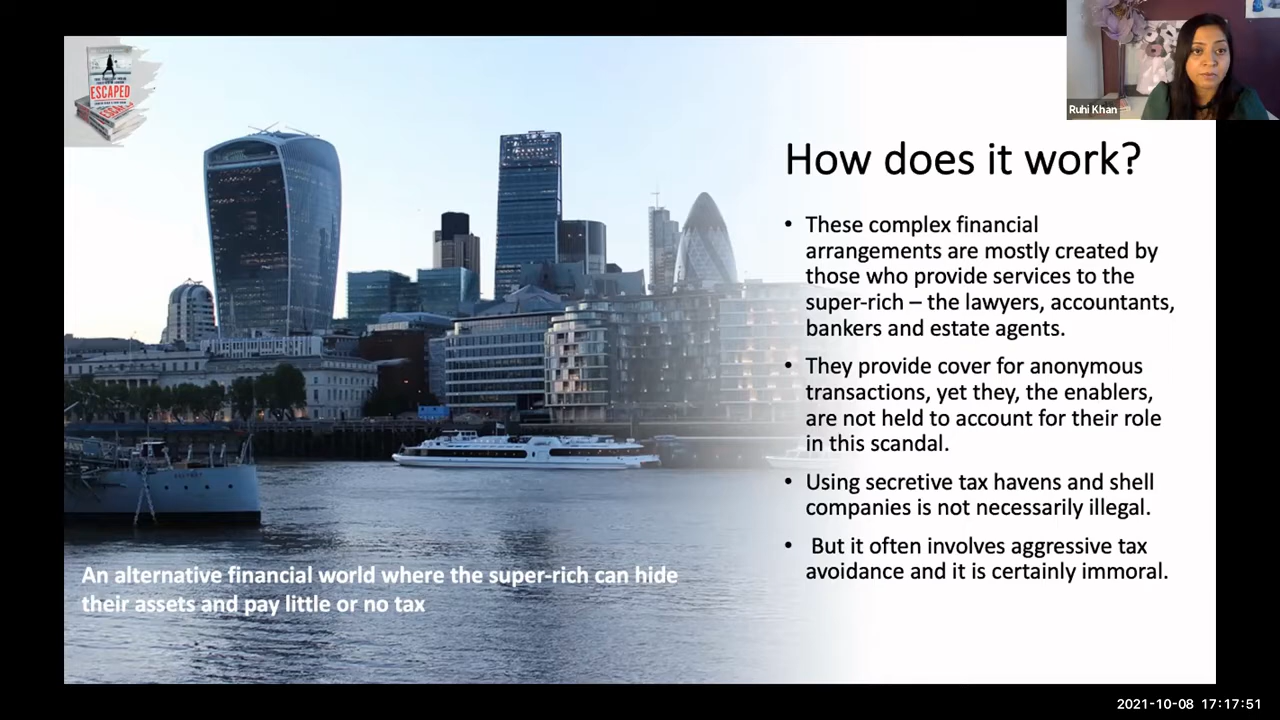 ESCAPED
Ruhi Khan
How does it work?
• These complex financial
arrangements are mostly created by
those who provide services to the
super-rich – the lawyers, accountants,
bankers and estate agents.
• They provide cover for anonymous
transactions, yet they, the enablers,
are not held to account for their role
in this scandal.
• Using secretive tax havens and shell
companies is not necessarily illegal.
• But it often involves aggressive tax
avoidance and it is certainly immoral.
An alternative financial world where the super-rich can hide
their assets and pay little or no tax
2021-10-08 17:17:51